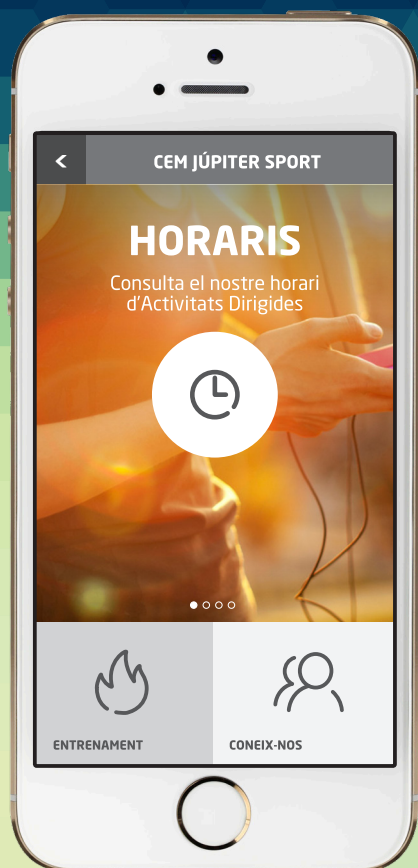 CEM JÚPITER SPORT
HORARIS
Consulta el nostre horari
d'Activitats Dirigides
ENTRENAMENT
CONEIX-NOS